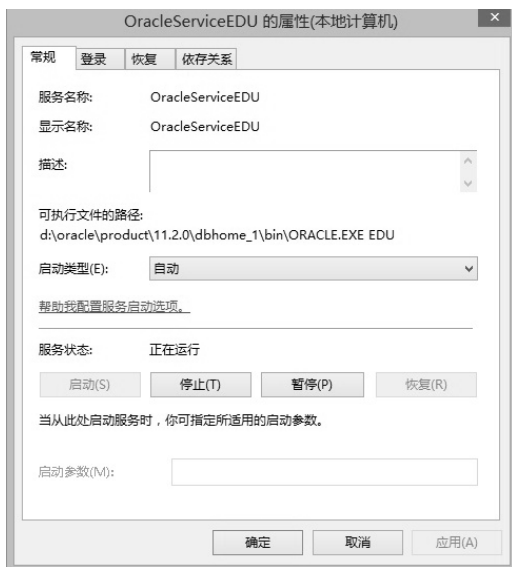 OracleServiceEDU 的属性(本地计算机)
常规 登录 恢复 依存关系
服务名称: OracleServiceEDU
显示名称: OracleServiceEDU
描述:
可执行文件的路径:
d:\oracle\product\11.2.0\dbhome_1\bin\ORACLE.EXE EDU
启动类型(E): 自动
帮助我配置服务启动选项。
服务状态: 正在运行
启动(S) 停止(T) 暂停(P) 恢复(R)
当从此处启动服务时，你可指定所适用的启动参数。
启动参数(M):
确定 取消 应用(A)